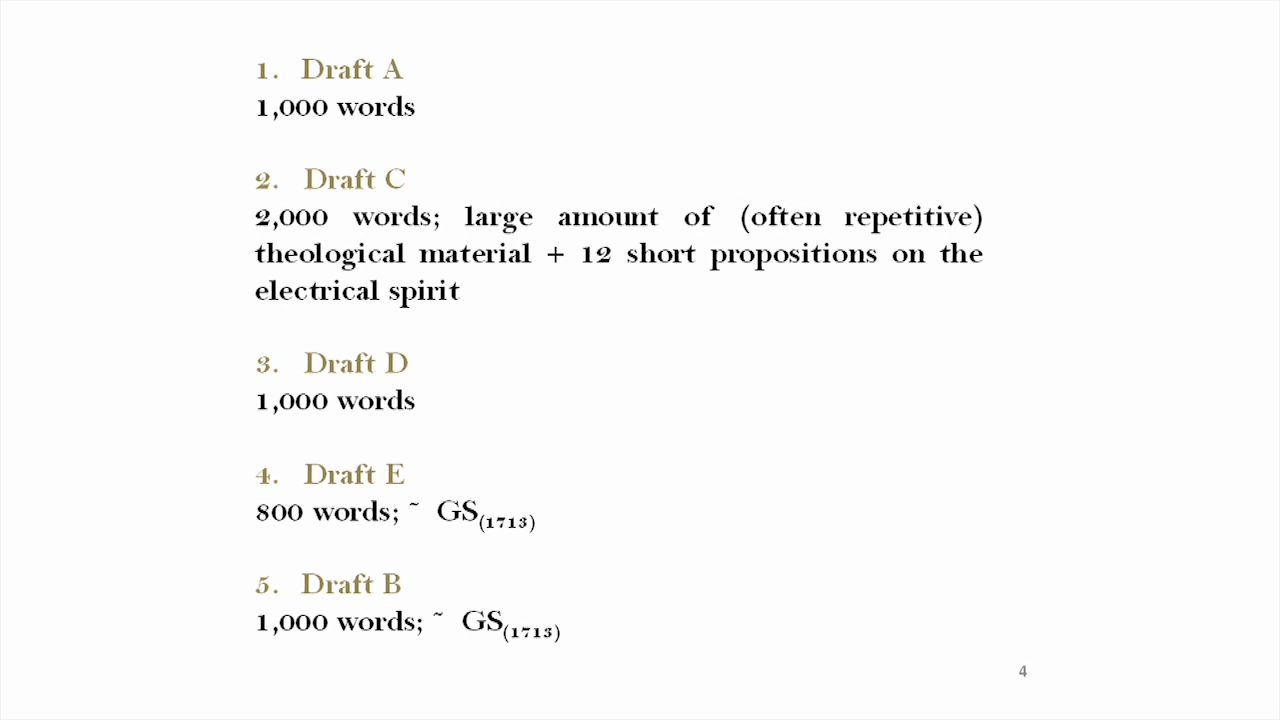 1. Draft A
1,000 words
2. Draft C
2,000 words; large amount of (often repetitive)
theological material + 12 short propositions on the
electrical spirit
3. Draft D
1,000 words
4. Draft E
800 words; ~ GS(1713)
5. Draft B
1,000 words; ~ GS(1713)
4